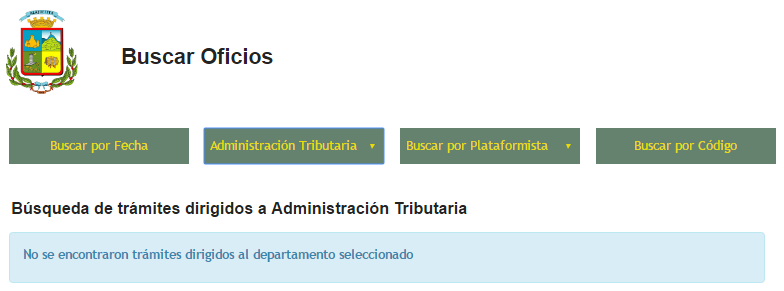 Buscar Oficios
Buscar por Fecha
Administración Tributaria
Buscar por Plataformista
Buscar por Código
Búsqueda de trámites dirigidos a Administración Tributaria
No se encontraron trámites dirigidos al departamento seleccionado